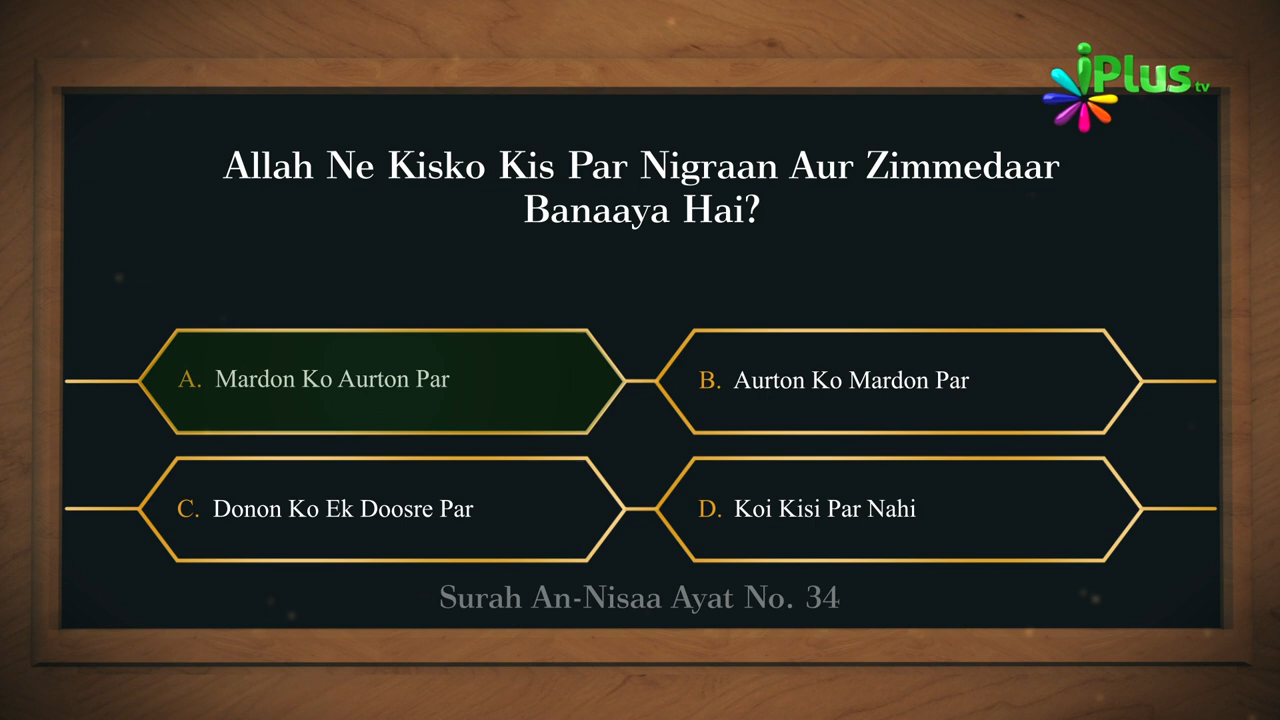 iPlus tv
Allah Ne Kisko Kis Par Nigraan Aur Zimmedaar
Banaaya Hai?
A. Mardon Ko Aurton Par
B. Aurton Ko Mardon Par
C. Donon Ko Ek Doosre Par
D. Koi Kisi Par Nahi
Surah An-Nisaa Ayat No. 34